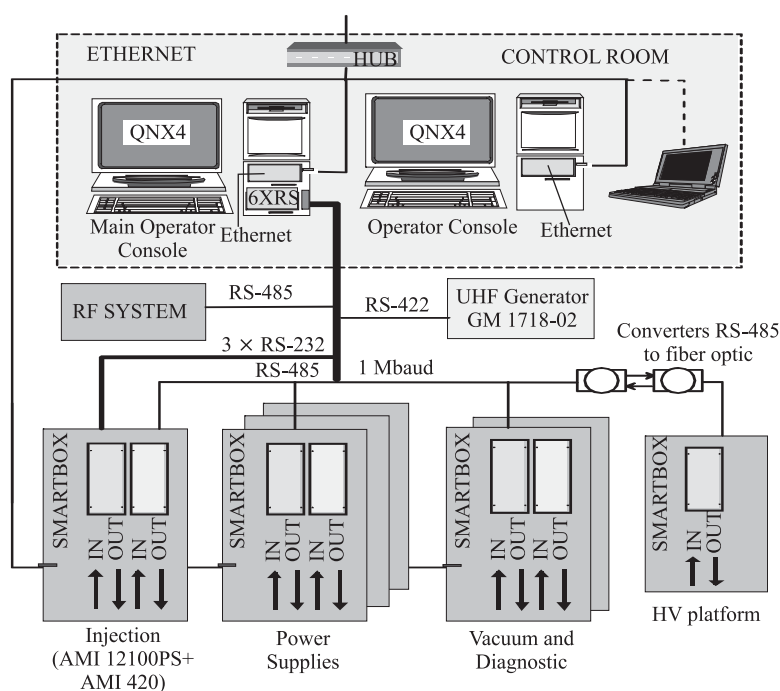 ETHERNET
HUB
CONTROL ROOM
QNX4
QNX4
6XRS
Main Operator
Console
Ethernet
Operator Console
Ethernet
RF SYSTEM
RS-485
RS-422
UHF Generator
GM 1718-02
3 × RS-232
RS-485
1 Mbaud
Converters RS-485
to fiber optic
SMARTBOX
IN
OUT
IN
OUT
SMARTBOX
IN
OUT
IN
OUT
SMARTBOX
IN
OUT
IN
OUT
SMARTBOX
IN
OUT
Injection
(AMI 12100PS+
AMI 420)
Power
Supplies
Vacuum and
Diagnostic
HV platform